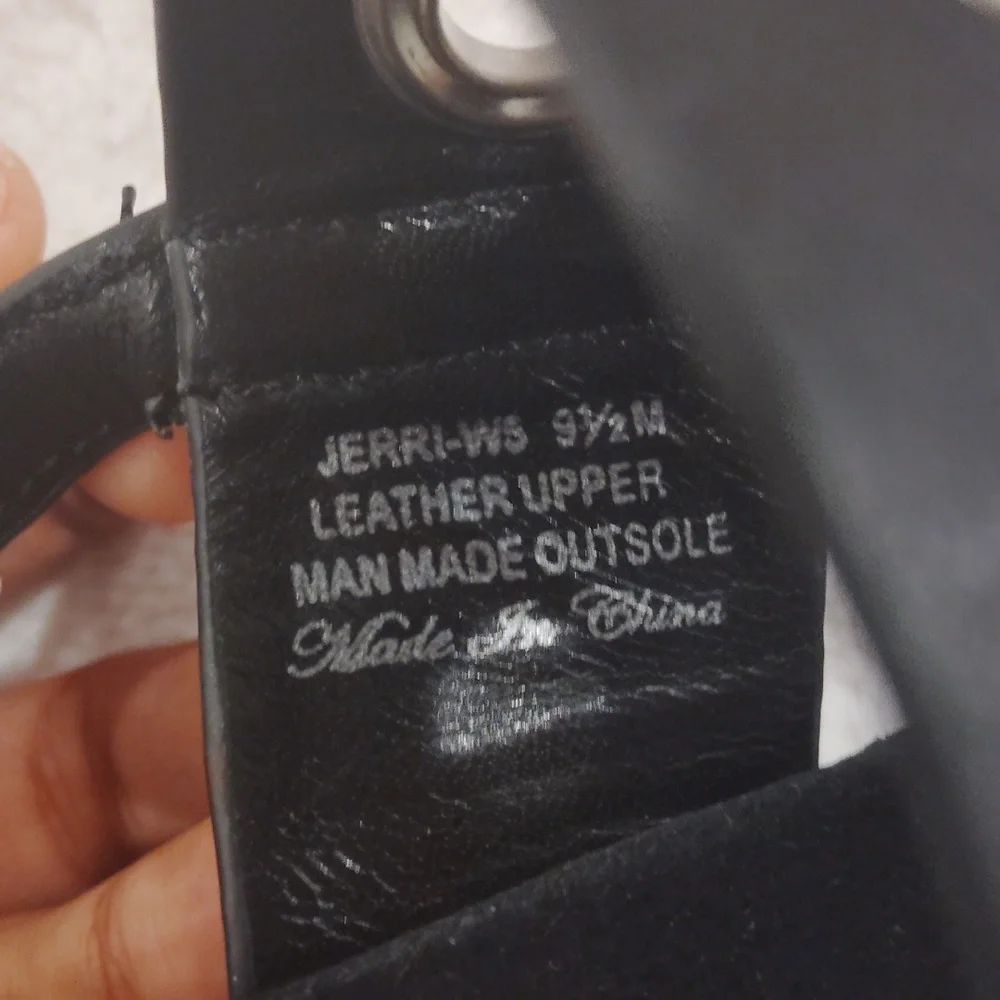 JERRI-W5 9½M
LEATHER UPPER
MAN MADE OUTSOLE
Made In China